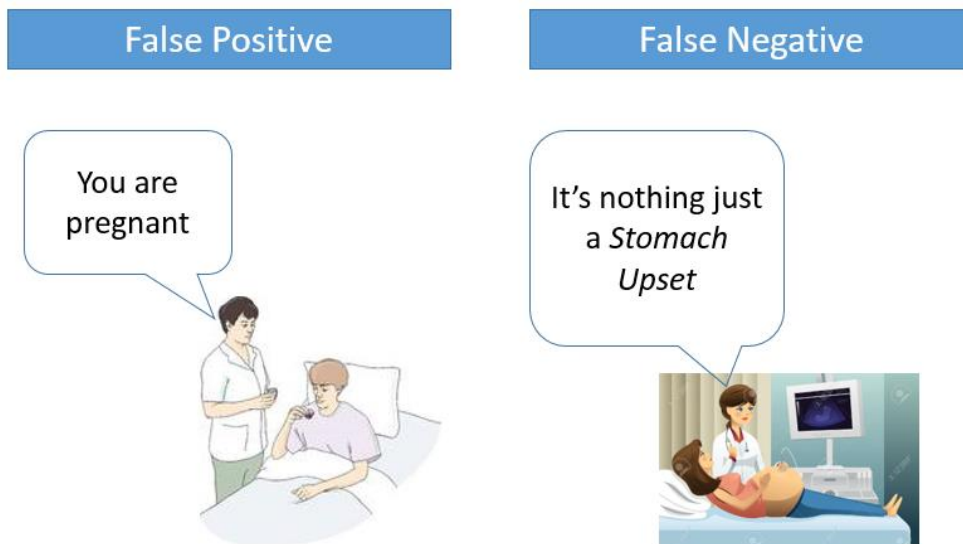 False Positive
False Negative
You are
pregnant
It's nothing just
a Stomach
Upset